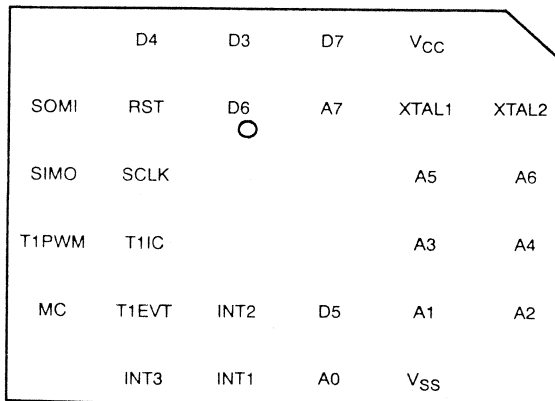 D4 D3 D7 VCC
SOMI RST D6 A7 XTAL1 XTAL2
SIMO SCLK A5 A6
T1PWM T1IC A3 A4
MC T1EVT INT2 D5 A1 A2
INT3 INT1 A0 VSS